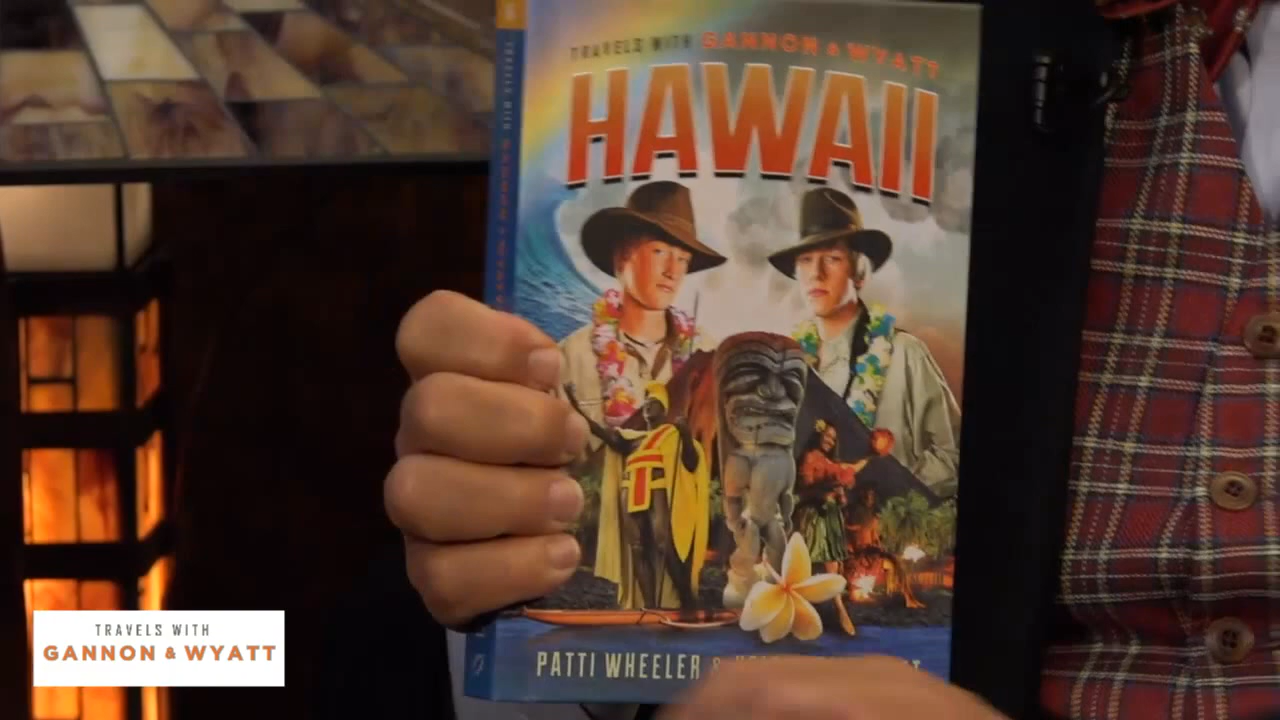 TRAVELS WITH GANNON & WYATT
HAWAII
PATTI WHEELER &
TRAVELS WITH
GANNON & WYATT